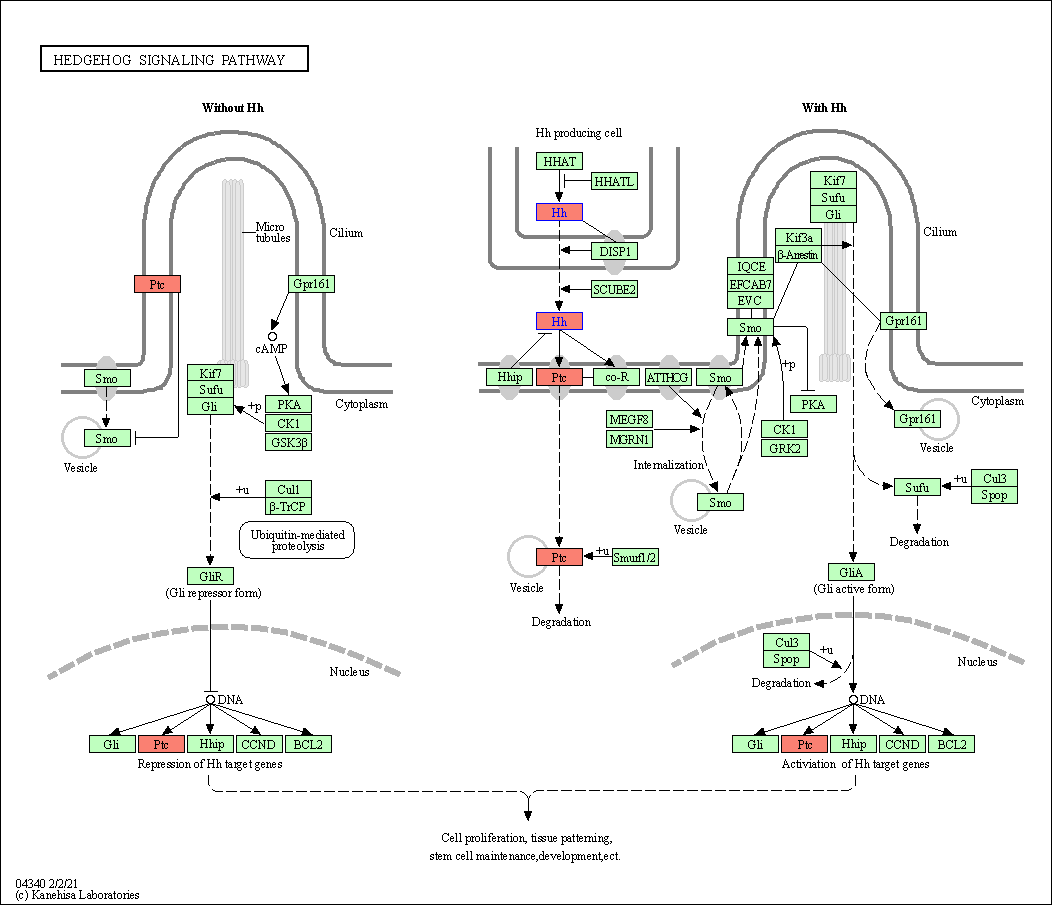 HEDGEHOG SIGNALING PATHWAY
Without Hh
With Hh
Hh producing cell
HHAT
HHATL
Hh
DISP1
SCUBE2
Hh
Micro
tubules
Cilium
Ptc
Gpr161
cAMP
Smo
Kif7
Sufu
Gli
+p
PKA
CK1
GSK3β
Cytoplasm
Smo
Vesicle
+u
Cul1
β-TrCP
Ubiquitin-mediated
proteolysis
GliR
(Gli repressor form)
Nucleus
DNA
Gli
Ptc
Hhip
CCND
BCL2
Repression of Hh target genes
Kif7
Sufu
Gli
Kif3a
β-Arrestin
Cilium
IQCE
EFCAB7
EVC
Smo
Gpr161
Hhip
Ptc
co-R
ATTHOG
Smo
+p
PKA
Cytoplasm
MEGF8
MGRN1
CK1
GRK2
Gpr161
Vesicle
Internalization
Smo
Vesicle
Sufu
+u
Cul3
Spop
Degradation
Ptc
+u
Smurf1/2
Vesicle
Degradation
GliA
(Gli active form)
Cul3
Spop
+u
Nucleus
Degradation
DNA
Gli
Ptc
Hhip
CCND
BCL2
Activiation of Hh target genes
Cell proliferation, tissue patterning,
stem cell maintenance,development,ect.
04340 2/2/21
(c) Kanehisa Laboratories